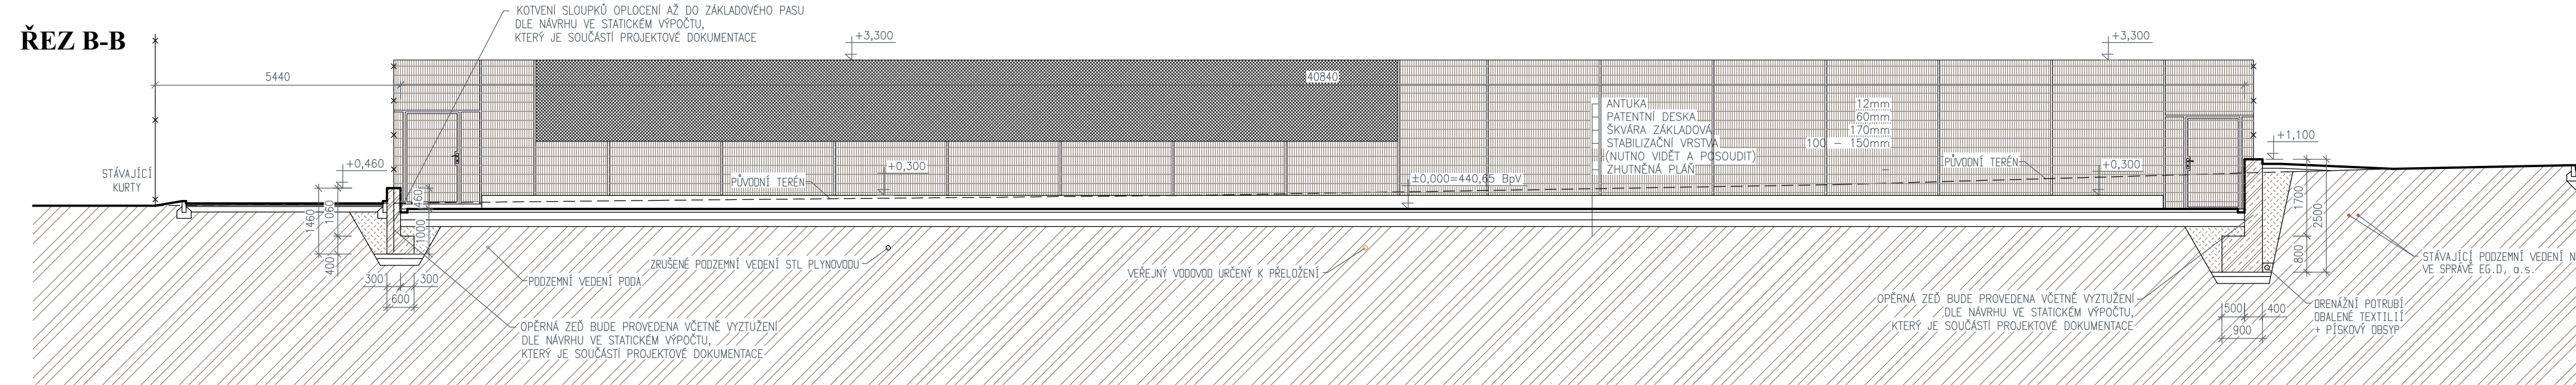 ŘEZ B-B
KOTVENÍ SLOUPKŮ OPLOCENÍ AŽ DO ZÁKLADOVÉHO PASU
DLE NÁVRHU VE STATICKÉM VÝPOČTU,
KTERÝ JE SOUČÁSTÍ PROJEKTOVÉ DOKUMENTACE
+3,300
+3,300
5440
40840
ANTUKA 12mm
PATENTNÍ DESKA 60mm
ŠKVÁRA ZÁKLADOVÁ 170mm
STABILIZAČNÍ VRSTVA 100 - 150mm
(NUTNO VIDĚT A POSOUDIT)
ZHUTNĚNÁ PLÁŇ -
STÁVAJÍCÍ
KURTY
+0,460
PŮVODNÍ TERÉN
+0,300
±0,000=440,65 BpV
PŮVODNÍ TERÉN
+0,300
+1,100
1460
1060
400
460
1000
300
300
600
PODZEMNÍ VEDENÍ PODA
ZRUŠENÉ PODZEMNÍ VEDENÍ STL PLYNOVODU
VEŘEJNÝ VODOVOD URČENÝ K PŘELOŽENÍ
OPĚRNÁ ZEĎ BUDE PROVEDENA VČETNĚ VYZTUŽENÍ
DLE NÁVRHU VE STATICKÉM VÝPOČTU,
KTERÝ JE SOUČÁSTÍ PROJEKTOVÉ DOKUMENTACE
OPĚRNÁ ZEĎ BUDE PROVEDENA VČETNĚ VYZTUŽENÍ
DLE NÁVRHU VE STATICKÉM VÝPOČTU,
KTERÝ JE SOUČÁSTÍ PROJEKTOVÉ DOKUMENTACE
1700
2500
800
500
400
900
DRENÁŽNÍ POTRUBÍ
OBALENÉ TEXTILIÍ
+ PÍSKOVÝ OBSYP
STÁVAJÍCÍ PODZEMNÍ VEDENÍ N
VE SPRÁVĚ EG.D, a.s.